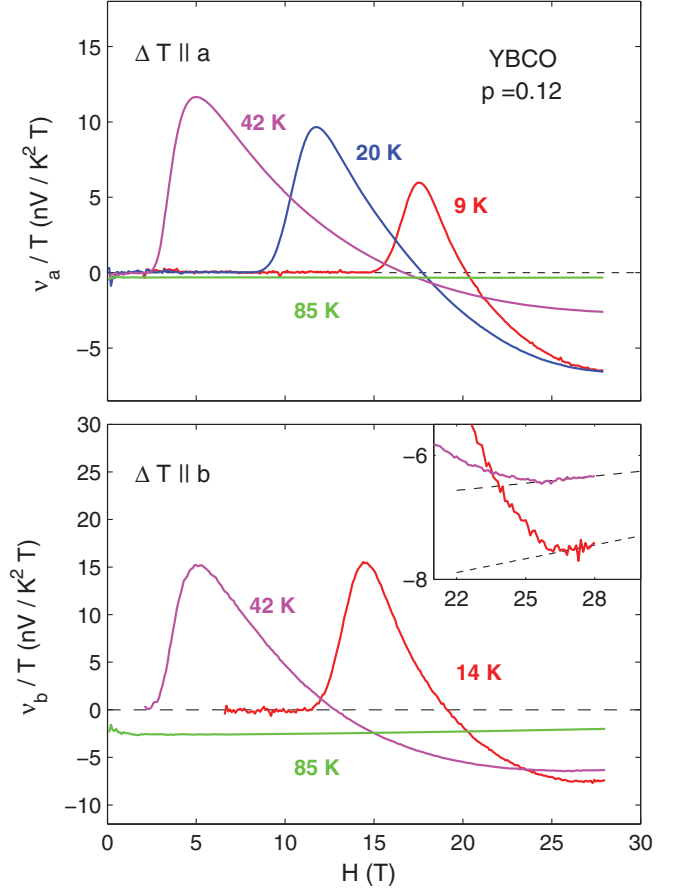 15
10
5
0
−5
ν_a / T (nV / K² T)
Δ T || a
YBCO
p =0.12
42 K
20 K
9 K
85 K
30
25
20
15
10
5
0
−5
−10
ν_b / T (nV / K² T)
Δ T || b
42 K
14 K
85 K
−6
−8
22 25 28
0 5 10 15 20 25 30
H (T)